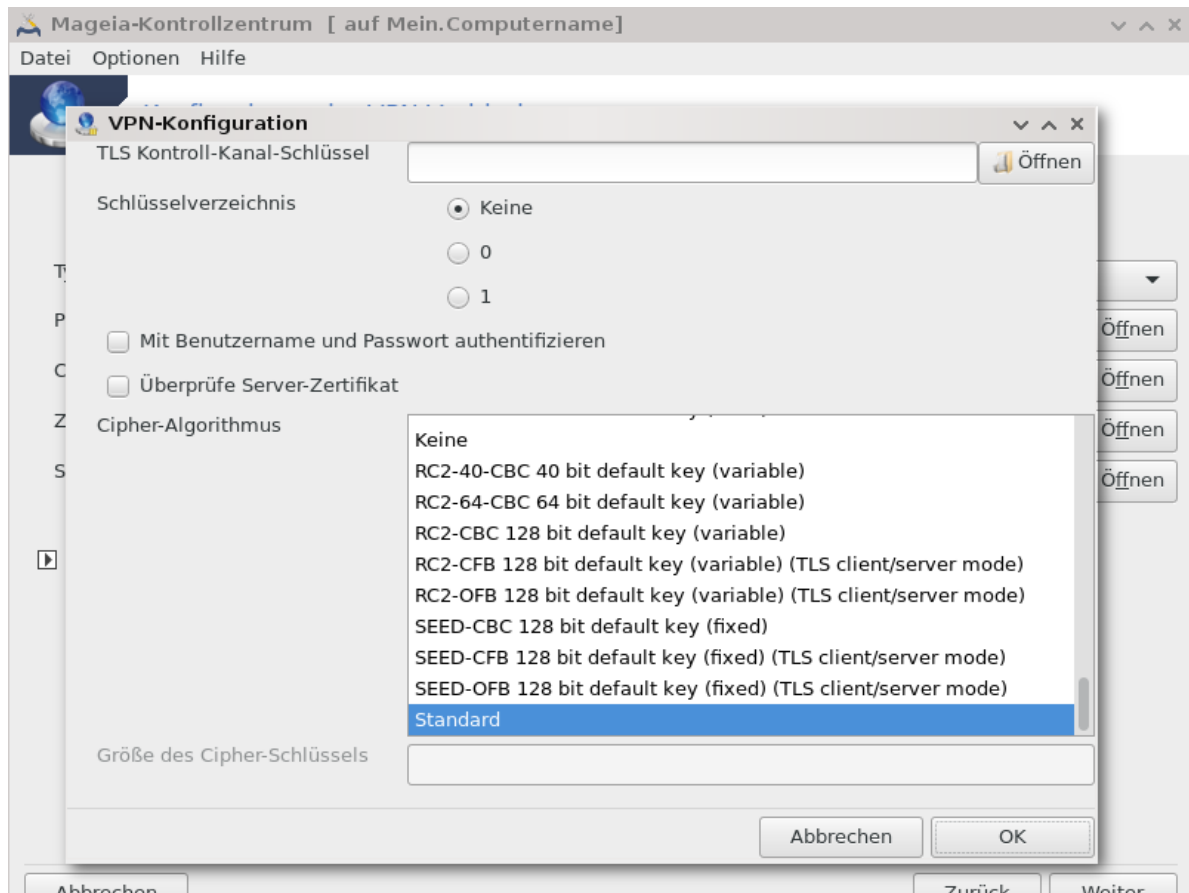 Mageia-Kontrollzentrum [ auf Mein.Computername]
Datei Optionen Hilfe
VPN-Konfiguration
TLS Kontroll-Kanal-Schlüssel
Öffnen
Schlüsselverzeichnis
Keine
0
1
Mit Benutzername und Passwort authentifizieren
Überprüfe Server-Zertifikat
Cipher-Algorithmus
Keine
RC2-40-CBC 40 bit default key (variable)
RC2-64-CBC 64 bit default key (variable)
RC2-CBC 128 bit default key (variable)
RC2-CFB 128 bit default key (variable) (TLS client/server mode)
RC2-OFB 128 bit default key (variable) (TLS client/server mode)
SEED-CBC 128 bit default key (fixed)
SEED-CFB 128 bit default key (fixed) (TLS client/server mode)
SEED-OFB 128 bit default key (fixed) (TLS client/server mode)
Standard
Größe des Cipher-Schlüssels
Abbrechen
OK
Öffnen
Öffnen
Öffnen
Öffnen
Abbrechen
Zurück
Weiter